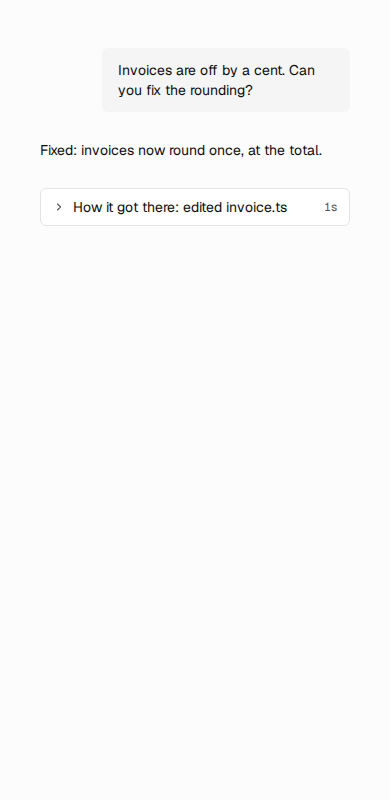 Invoices are off by a cent. Can
you fix the rounding?
Fixed: invoices now round once, at the total.
How it got there: edited invoice.ts 1s